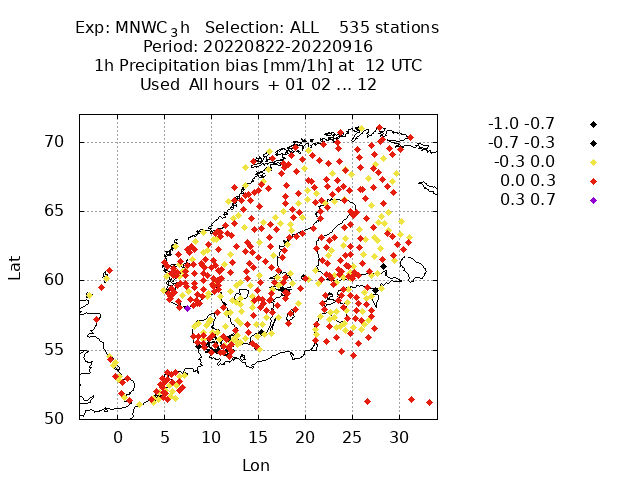 Exp: MNWC3h   Selection: ALL    535 stations
Period: 20220822-20220916
1h Precipitation bias [mm/1h] at  12 UTC
Used  All hours  + 01 02 ... 12
-1.0 -0.7
-0.7 -0.3
-0.3 0.0
0.0 0.3
0.3 0.7
70
65
60
55
50
Lat
0 5 10 15 20 25 30
Lon